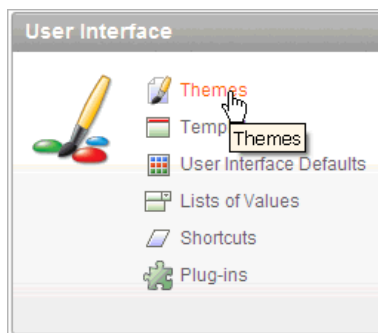 User Interface
Themes
Temp
Themes
User Interface Defaults
Lists of Values
Shortcuts
Plug-ins